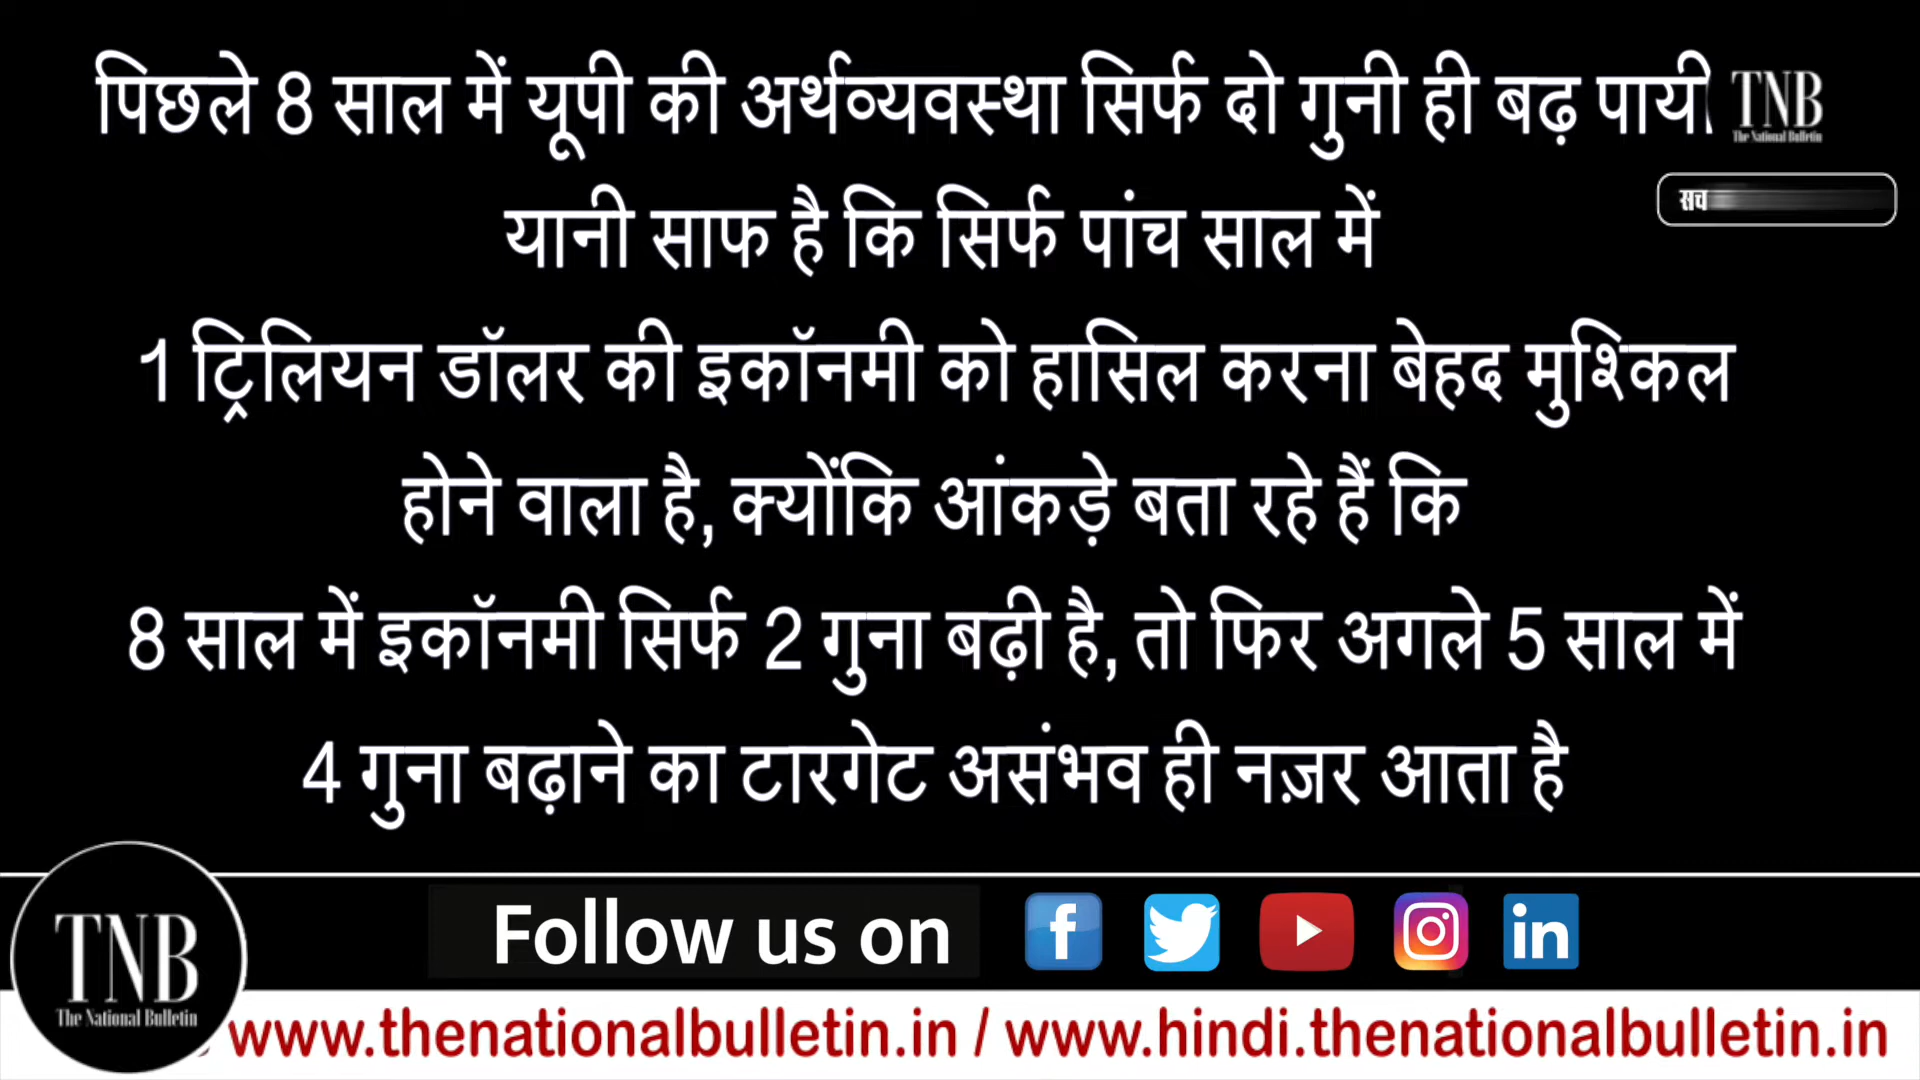 पिछले 8 साल में यूपी की अर्थव्यवस्था सिर्फ दो गुनी ही बढ़ पायी
TNB
The National Bulletin
सच
यानी साफ है कि सिर्फ पांच साल में
1 ट्रिलियन डॉलर की इकॉनमी को हासिल करना बेहद मुश्किल
होने वाला है, क्योंकि आंकड़े बता रहे हैं कि
8 साल में इकॉनमी सिर्फ 2 गुना बढ़ी है, तो फिर अगले 5 साल में
4 गुना बढ़ाने का टारगेट असंभव ही नज़र आता है
Follow us on
TNB
The National Bulletin
www.thenationalbulletin.in / www.hindi.thenationalbulletin.in